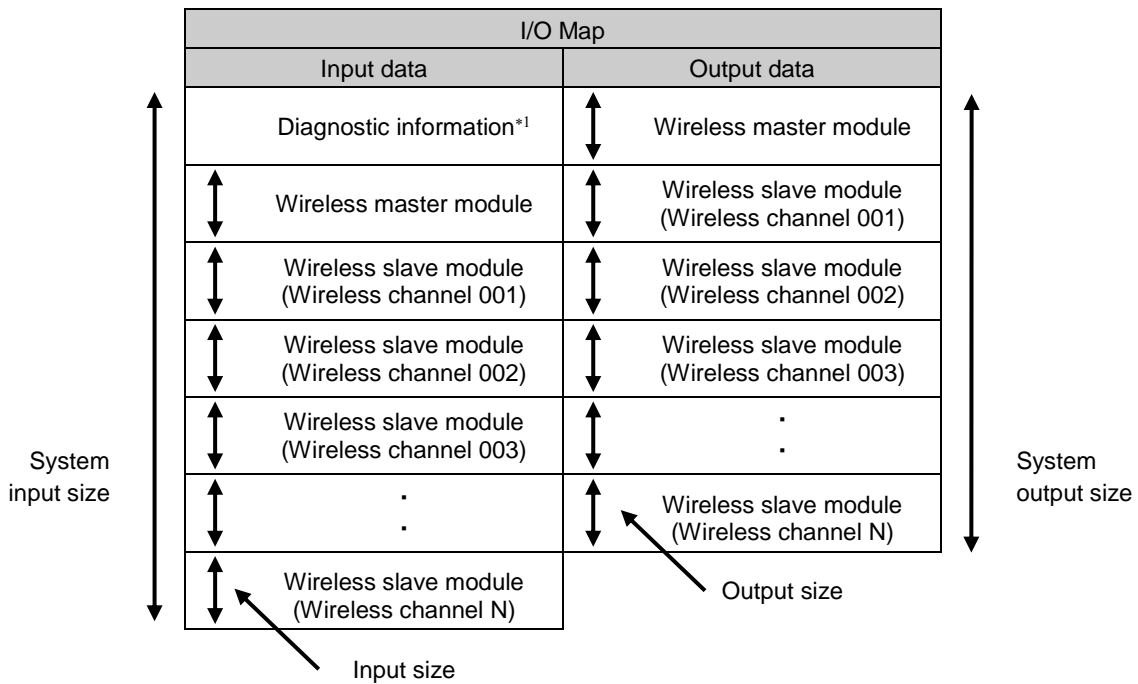 I/O Map
Input data Output data
Diagnostic information*1 Wireless master module
Wireless master module Wireless slave module
(Wireless channel 001)
Wireless slave module
(Wireless channel 001)
Wireless slave module
(Wireless channel 002)
Wireless slave module
(Wireless channel 002)
Wireless slave module
(Wireless channel 003)
Wireless slave module
(Wireless channel 003)
System
input size
System
output size
Wireless slave module
(Wireless channel N)
Wireless slave module
(Wireless channel N)
Output size
Input size